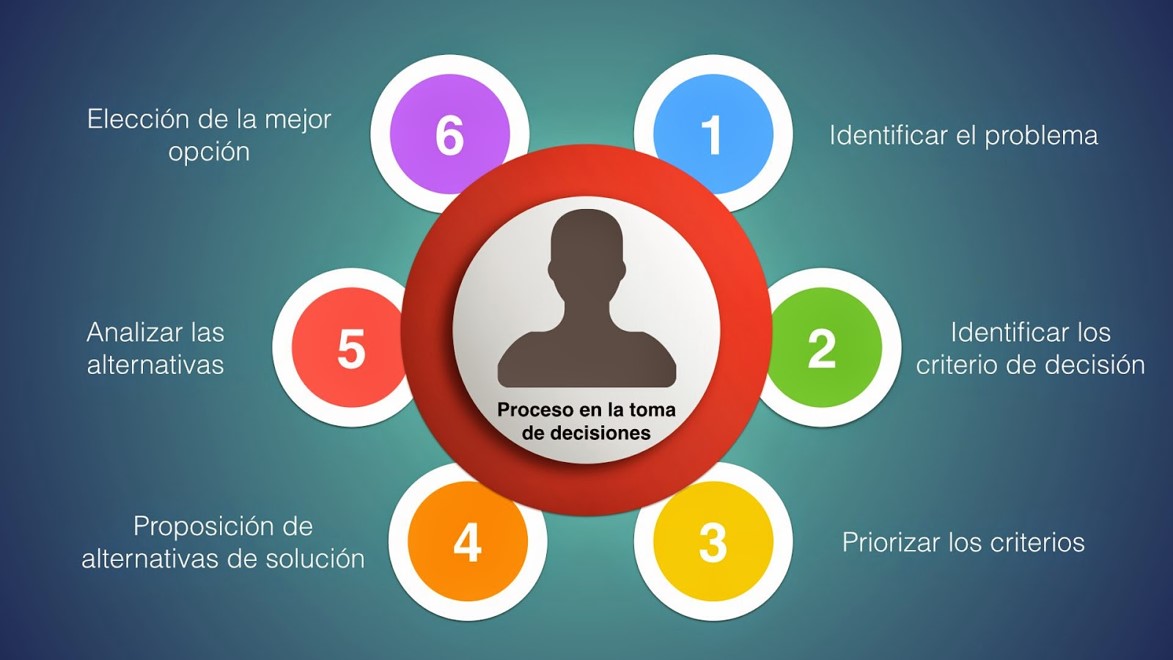 Proceso en la toma
de decisiones
1
Identificar el problema
2
Identificar los
criterio de decisión
3
Priorizar los criterios
4
Proposición de
alternativas de solución
5
Analizar las
alternativas
6
Elección de la mejor
opción